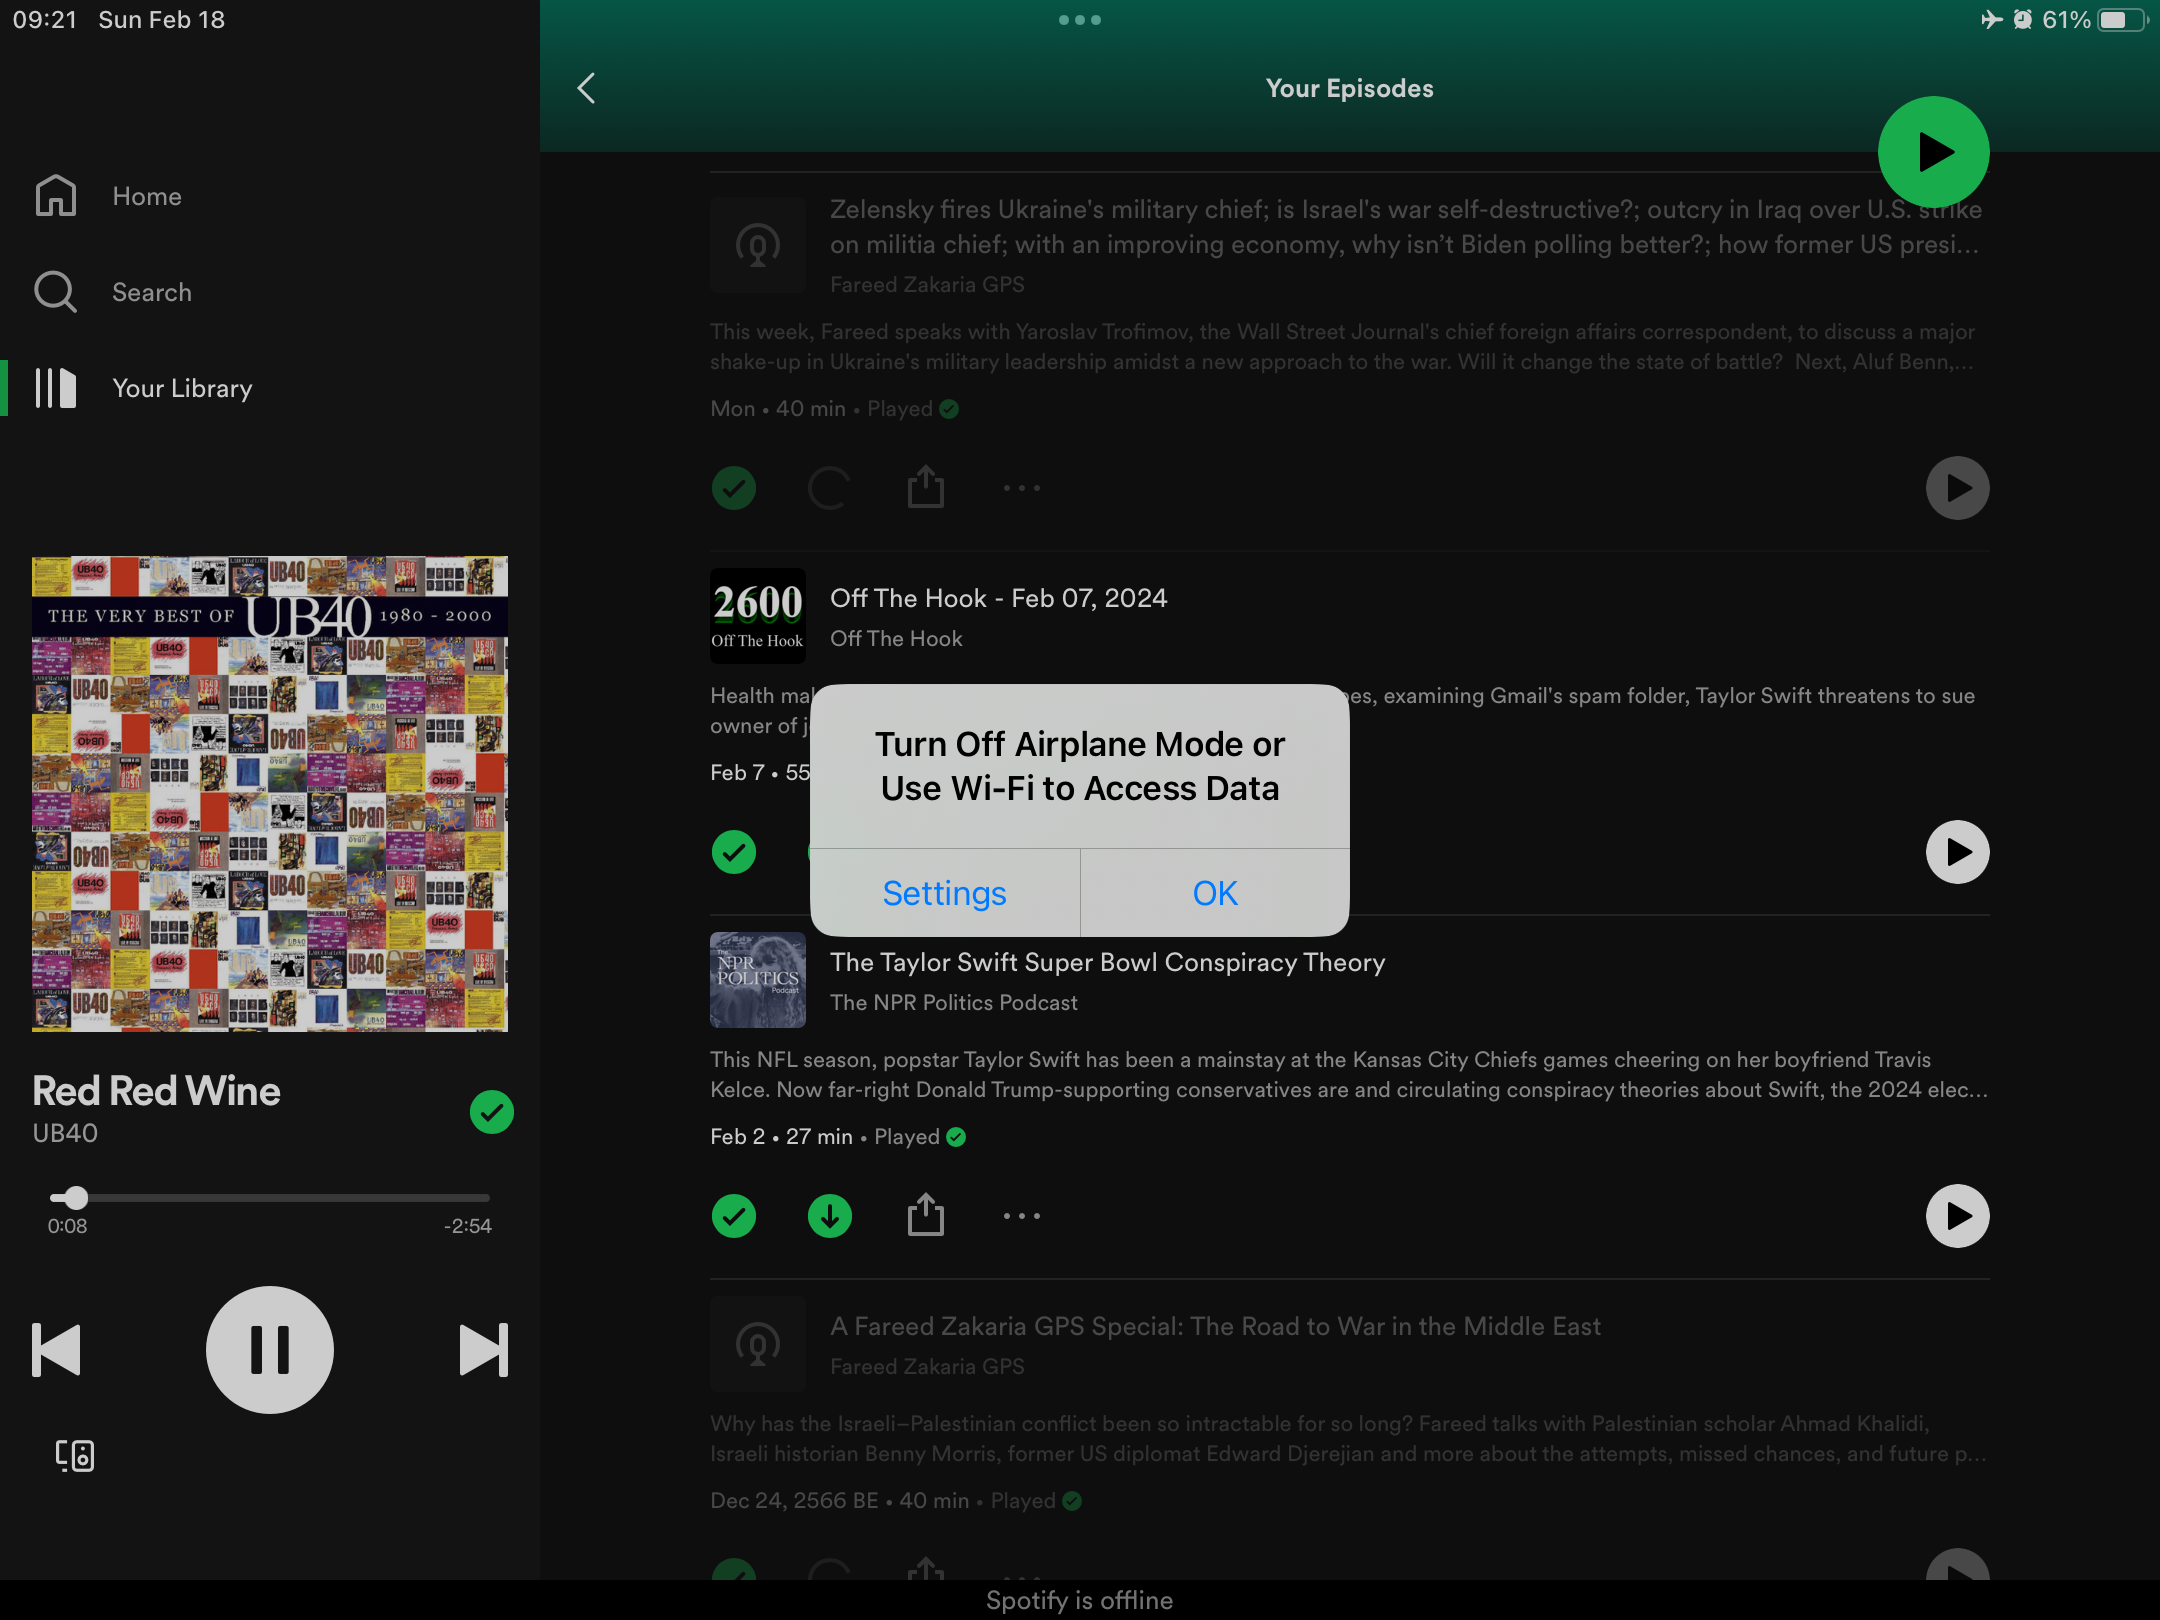 09:21 Sun Feb 18
61%
Home
Search
Your Library
THE VERY BEST OF UB40 1980 - 2000
Red Red Wine
UB40
0:08
-2:54
Your Episodes
Zelensky fires Ukraine's military chief; is Israel's war self-destructive?; outcry in Iraq over U.S. strike
on militia chief; with an improving economy, why isn’t Biden polling better?; how former US presi...
Fareed Zakaria GPS
This week, Fareed speaks with Yaroslav Trofimov, the Wall Street Journal's chief foreign affairs correspondent, to discuss a major
shake-up in Ukraine's military leadership amidst a new approach to the war. Will it change the state of battle? Next, Aluf Benn,...
Mon • 40 min • Played
2600
Off The Hook
Off The Hook - Feb 07, 2024
Off The Hook
Health mal es, examining Gmail's spam folder, Taylor Swift threatens to sue
owner of j
Feb 7 • 55
Turn Off Airplane Mode or
Use Wi-Fi to Access Data
Settings
OK
The
NPR
POLITICS
Podcast
The Taylor Swift Super Bowl Conspiracy Theory
The NPR Politics Podcast
This NFL season, popstar Taylor Swift has been a mainstay at the Kansas City Chiefs games cheering on her boyfriend Travis
Kelce. Now far-right Donald Trump-supporting conservatives are and circulating conspiracy theories about Swift, the 2024 elec...
Feb 2 • 27 min • Played
A Fareed Zakaria GPS Special: The Road to War in the Middle East
Fareed Zakaria GPS
Why has the Israeli–Palestinian conflict been so intractable for so long? Fareed talks with Palestinian scholar Ahmad Khalidi,
Israeli historian Benny Morris, former US diplomat Edward Djerejian and more about the attempts, missed chances, and future p...
Dec 24, 2566 BE • 40 min • Played
Spotify is offline